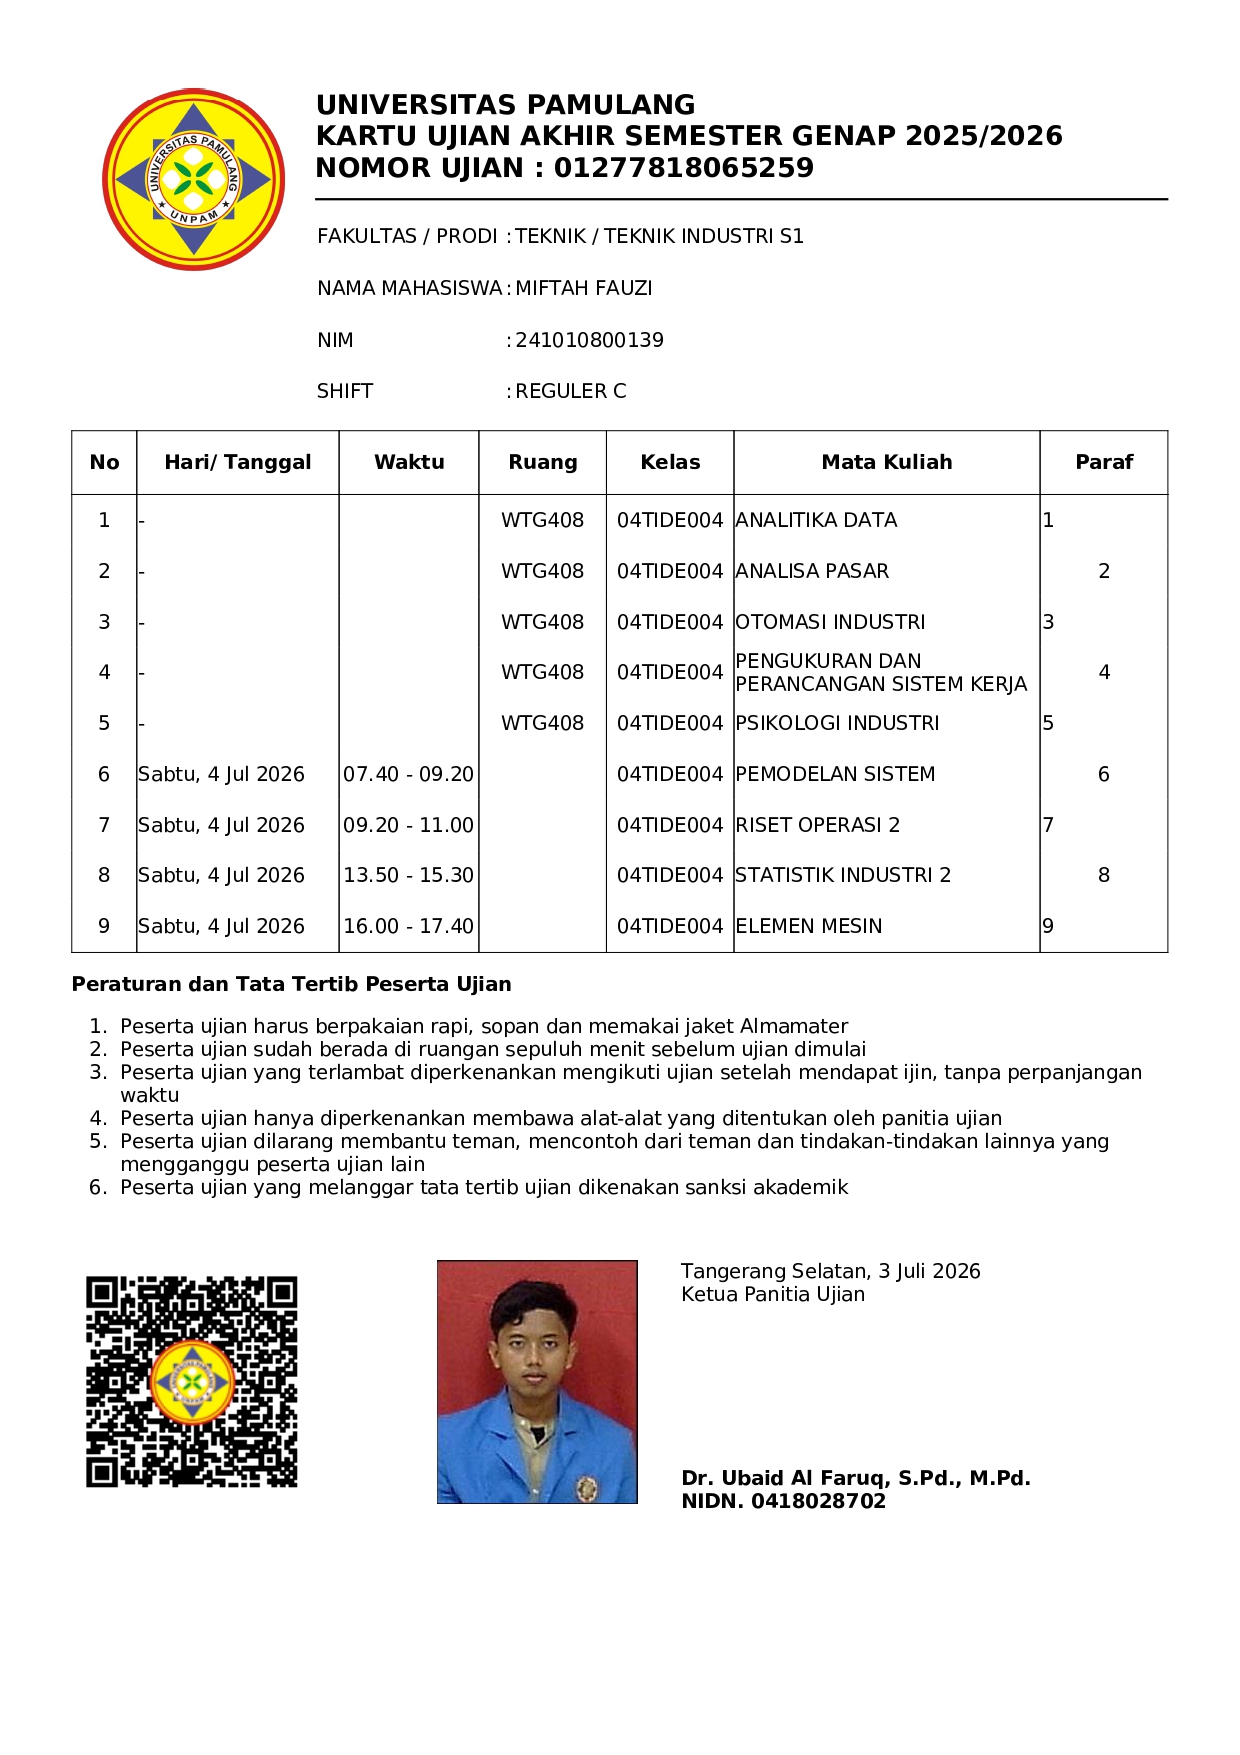 UNIVERSITAS PAMULANG
UNPAM
UNIVERSITAS PAMULANG
KARTU UJIAN AKHIR SEMESTER GENAP 2025/2026
NOMOR UJIAN : 01277818065259
FAKULTAS / PRODI : TEKNIK / TEKNIK INDUSTRI S1
NAMA MAHASISWA : MIFTAH FAUZI
NIM : 241010800139
SHIFT : REGULER C
No Hari/ Tanggal Waktu Ruang Kelas Mata Kuliah Paraf
1 - WTG408 04TIDE004 ANALITIKA DATA 1
2 - WTG408 04TIDE004 ANALISA PASAR 2
3 - WTG408 04TIDE004 OTOMASI INDUSTRI 3
4 - WTG408 04TIDE004 PENGUKURAN DAN
PERANCANGAN SISTEM KERJA 4
5 - WTG408 04TIDE004 PSIKOLOGI INDUSTRI 5
6 Sabtu, 4 Jul 2026 07.40 - 09.20 04TIDE004 PEMODELAN SISTEM 6
7 Sabtu, 4 Jul 2026 09.20 - 11.00 04TIDE004 RISET OPERASI 2 7
8 Sabtu, 4 Jul 2026 13.50 - 15.30 04TIDE004 STATISTIK INDUSTRI 2 8
9 Sabtu, 4 Jul 2026 16.00 - 17.40 04TIDE004 ELEMEN MESIN 9
Peraturan dan Tata Tertib Peserta Ujian
1. Peserta ujian harus berpakaian rapi, sopan dan memakai jaket Almamater
2. Peserta ujian sudah berada di ruangan sepuluh menit sebelum ujian dimulai
3. Peserta ujian yang terlambat diperkenankan mengikuti ujian setelah mendapat ijin, tanpa perpanjangan
waktu
4. Peserta ujian hanya diperkenankan membawa alat-alat yang ditentukan oleh panitia ujian
5. Peserta ujian dilarang membantu teman, mencontoh dari teman dan tindakan-tindakan lainnya yang
mengganggu peserta ujian lain
6. Peserta ujian yang melanggar tata tertib ujian dikenakan sanksi akademik
UNIVERSITAS PAMULANG
UNPAM
Tangerang Selatan, 3 Juli 2026
Ketua Panitia Ujian
Dr. Ubaid Al Faruq, S.Pd., M.Pd.
NIDN. 0418028702